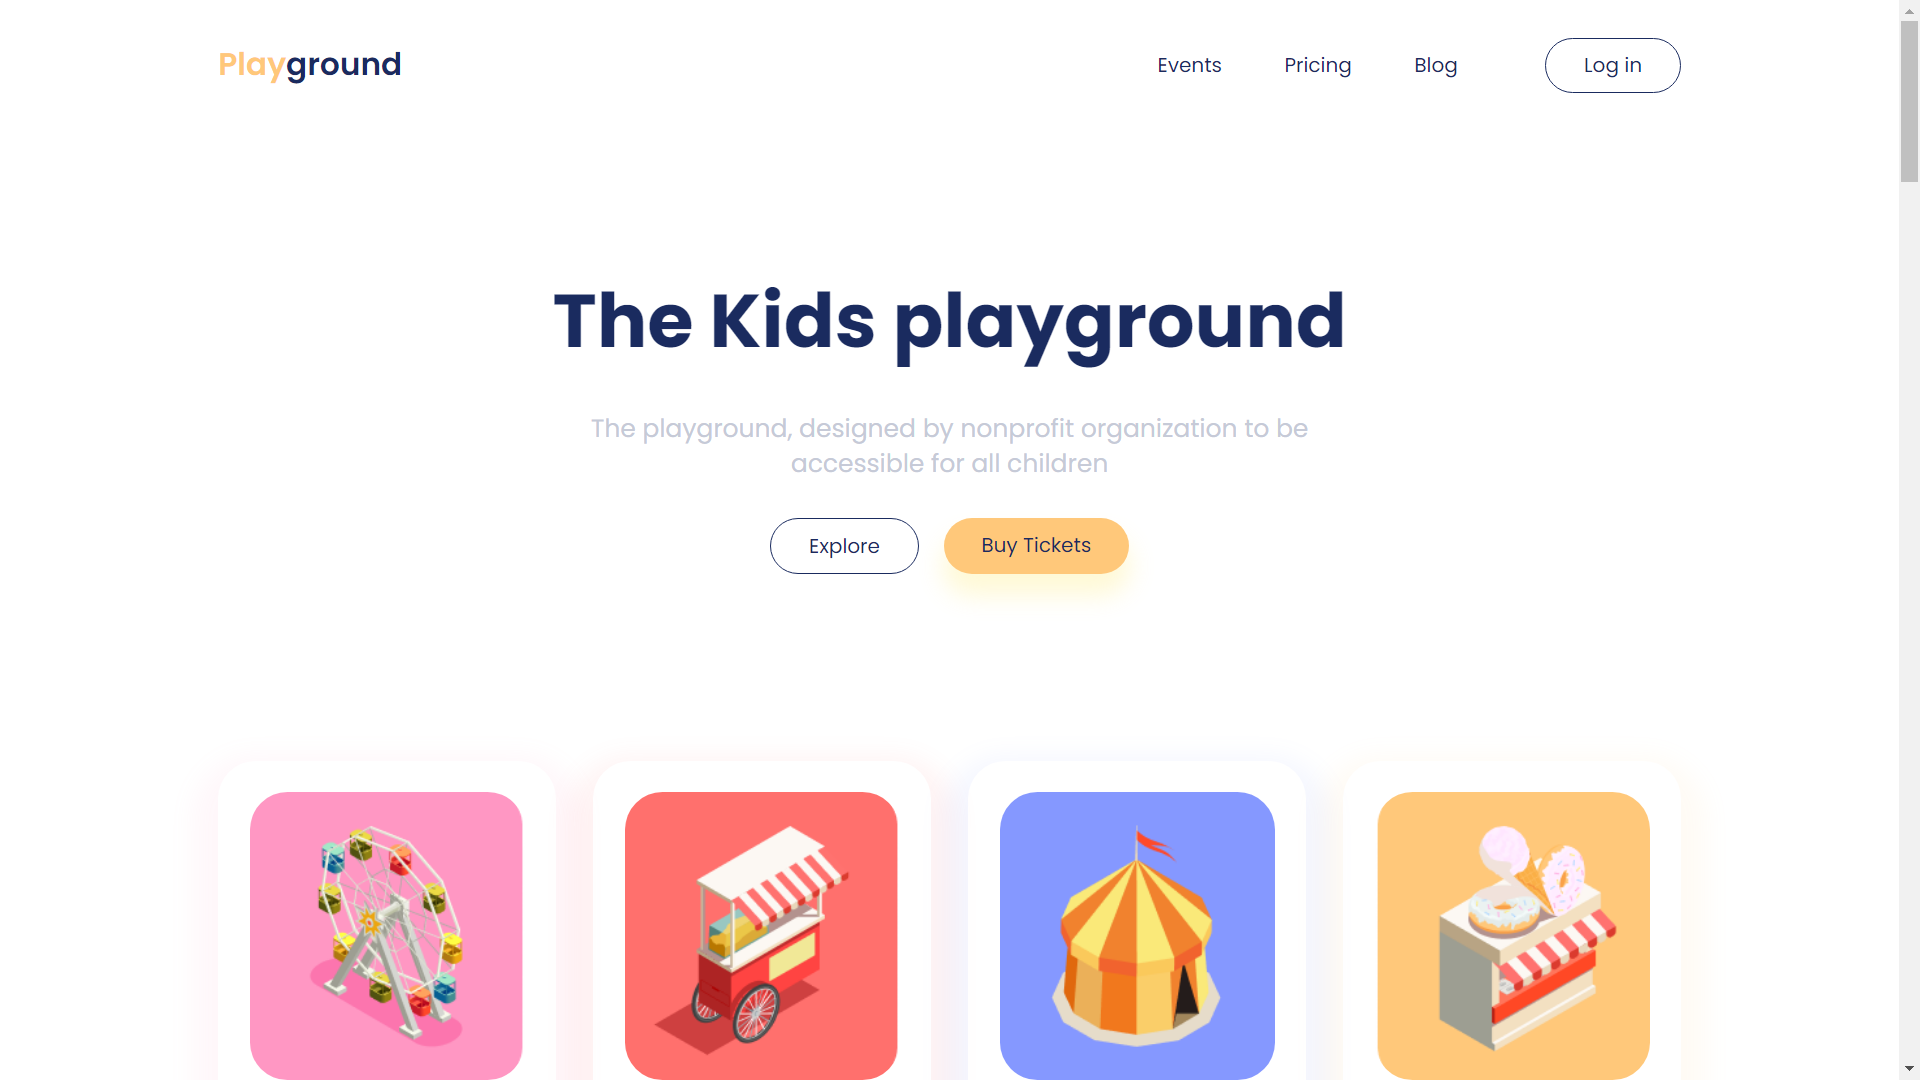 Playground
Events
Pricing
Blog
Log in
The Kids playground
The playground, designed by nonprofit organization to be
accessible for all children
Explore
Buy Tickets